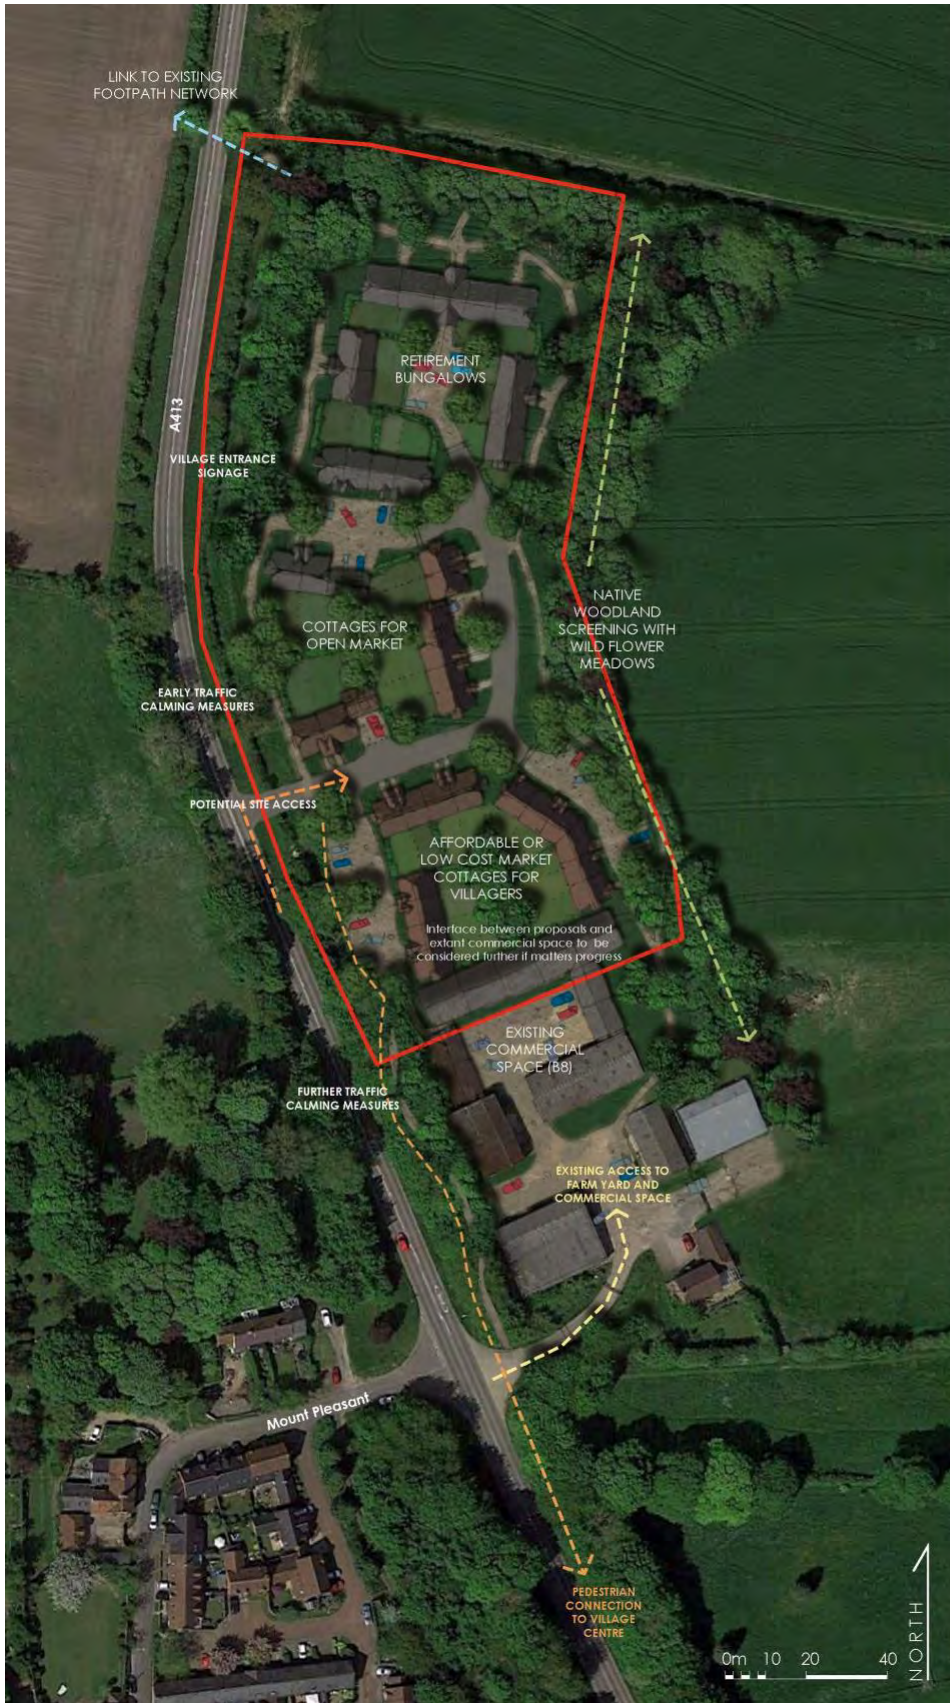 LINK TO EXISTING
FOOTPATH NETWORK
RETIREMENT
BUNGALOWS
A413
VILLAGE ENTRANCE
SIGNAGE
NATIVE
WOODLAND
SCREENING WITH
WILD FLOWER
MEADOWS
COTTAGES FOR
OPEN MARKET
EARLY TRAFFIC
CALMING MEASURES
POTENTIAL SITE ACCESS
AFFORDABLE OR
LOW COST MARKET
COTTAGES FOR
VILLAGERS
Interface between proposals and
extant commercial space to be
considered further if matters progress
EXISTING
COMMERCIAL
SPACE (B8)
FURTHER TRAFFIC
CALMING MEASURES
EXISTING ACCESS TO
FARM YARD AND
COMMERCIAL SPACE
Mount Pleasant
PEDESTRIAN
CONNECTION
TO VILLAGE
CENTRE
0m 10 20 40
NORTH